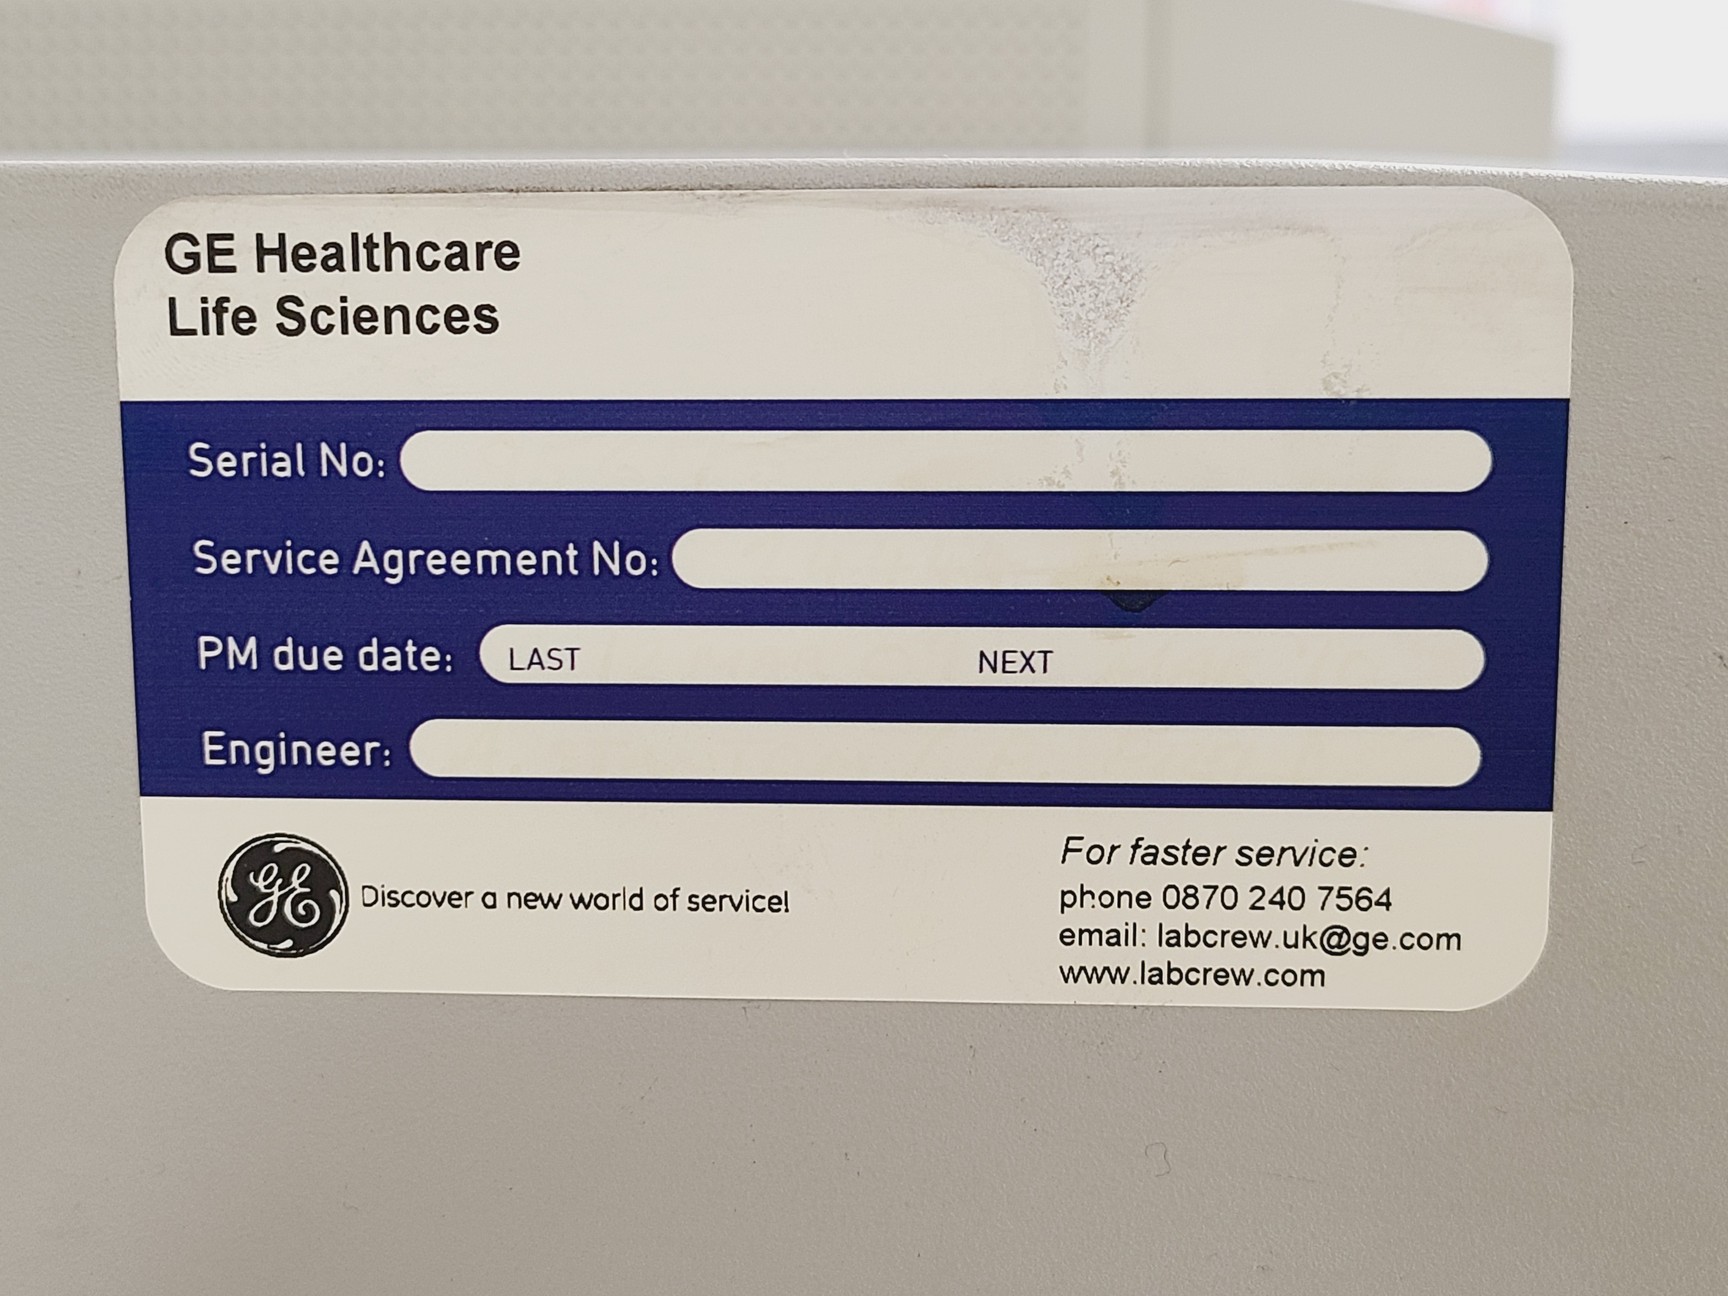 GE Healthcare
Life Sciences
Serial No:
Service Agreement No:
PM due date: LAST NEXT
Engineer:
GE Discover a new world of service!
For faster service:
phone 0870 240 7564
email: labcrew.uk@ge.com
www.labcrew.com